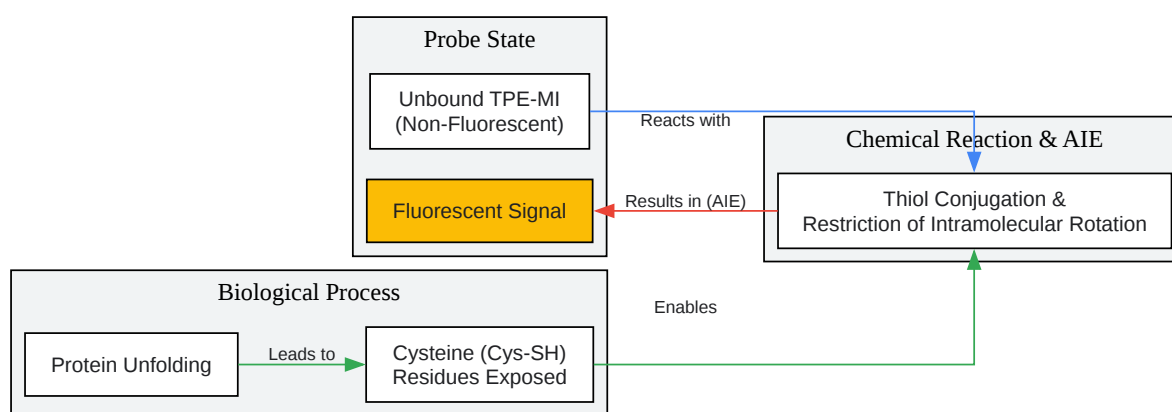 Probe State
Unbound TPE-MI
(Non-Fluorescent)
Reacts with
Chemical Reaction & AIE
Thiol Conjugation &
Restriction of Intramolecular Rotation
Results in (AIE)
Fluorescent Signal
Biological Process
Protein Unfolding
Leads to
Cysteine (Cys-SH)
Residues Exposed
Enables